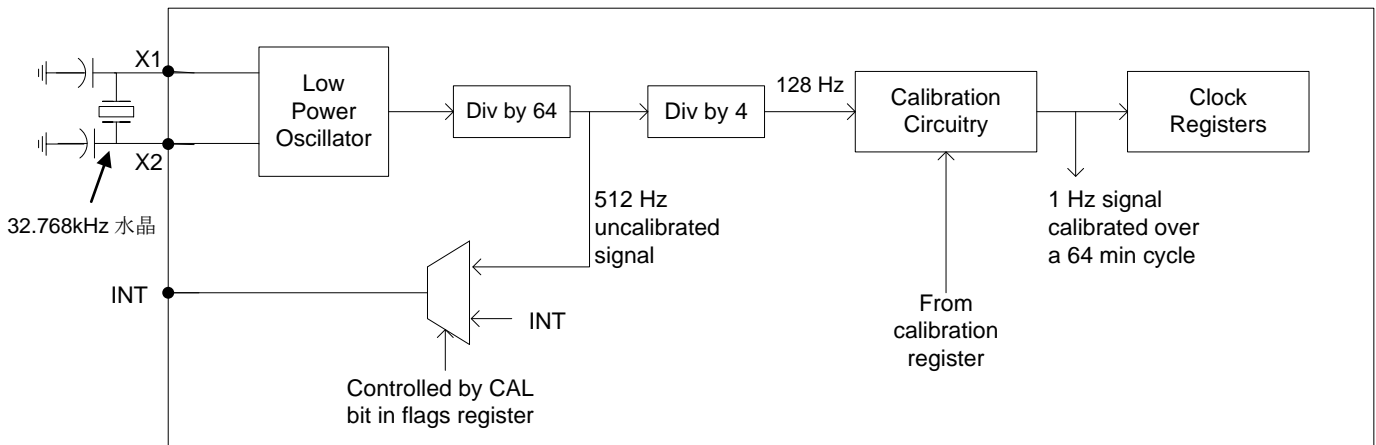 X1
X2
32.768kHz 水晶
INT
Low
Power
Oscillator
Div by 64
Div by 4
128 Hz
Calibration
Circuitry
Clock
Registers
512 Hz
uncalibrated
signal
1 Hz signal
calibrated over
a 64 min cycle
INT
From
calibration
register
Controlled by CAL
bit in flags register